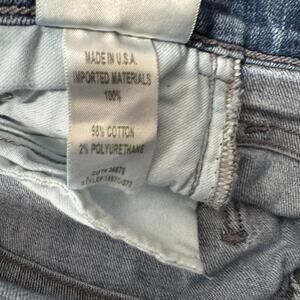 MADE IN U.S.A.
IMPORTED MATERIALS
100%
98% COTTON
2% POLYURETHANE